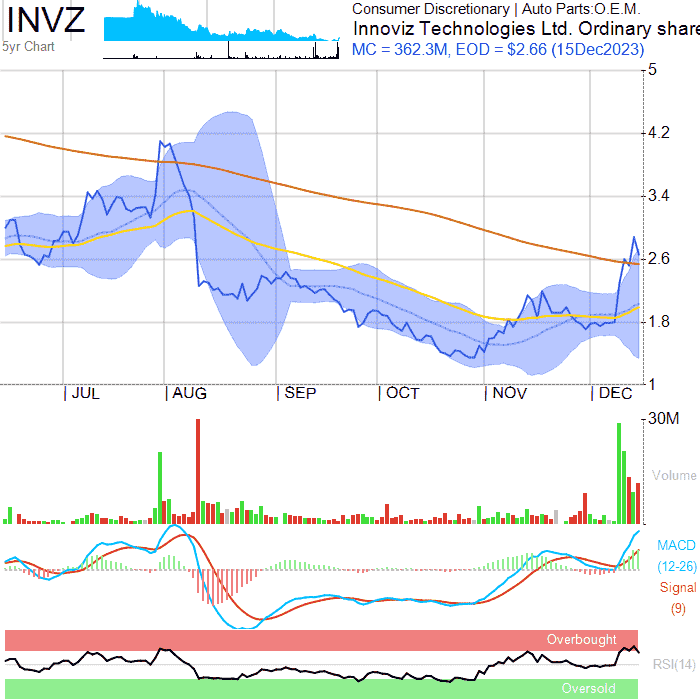 INVZ
5yr Chart
Consumer Discretionary | Auto Parts:O.E.M.
Innoviz Technologies Ltd. Ordinary share
MC = 362.3M, EOD = $2.66 (15Dec2023)
5
4.2
3.4
2.6
1.8
1
| JUL | AUG | SEP | OCT | NOV | DEC
30M
Volume
MACD
(12-26)
Signal
(9)
Overbought
RSI(14)
Oversold